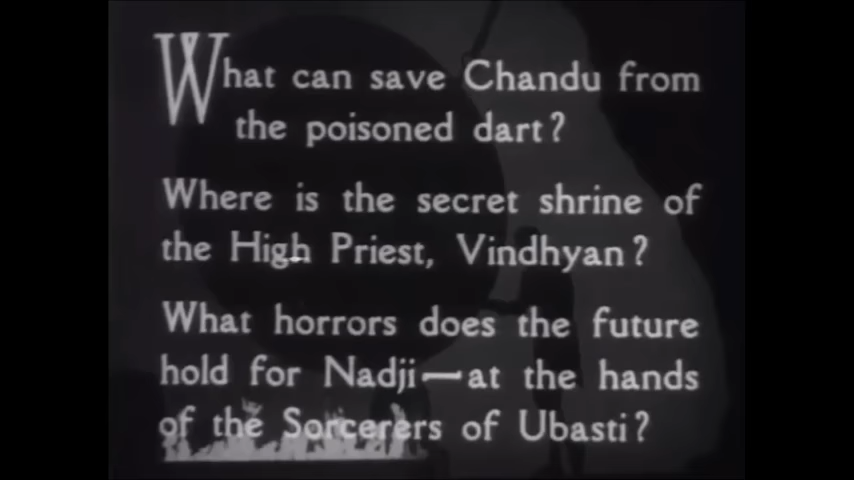 What can save Chandu from
the poisoned dart?
Where is the secret shrine of
the High Priest, Vindhyan?
What horrors does the future
hold for Nadji—at the hands
of the Sorcerers of Ubasti?